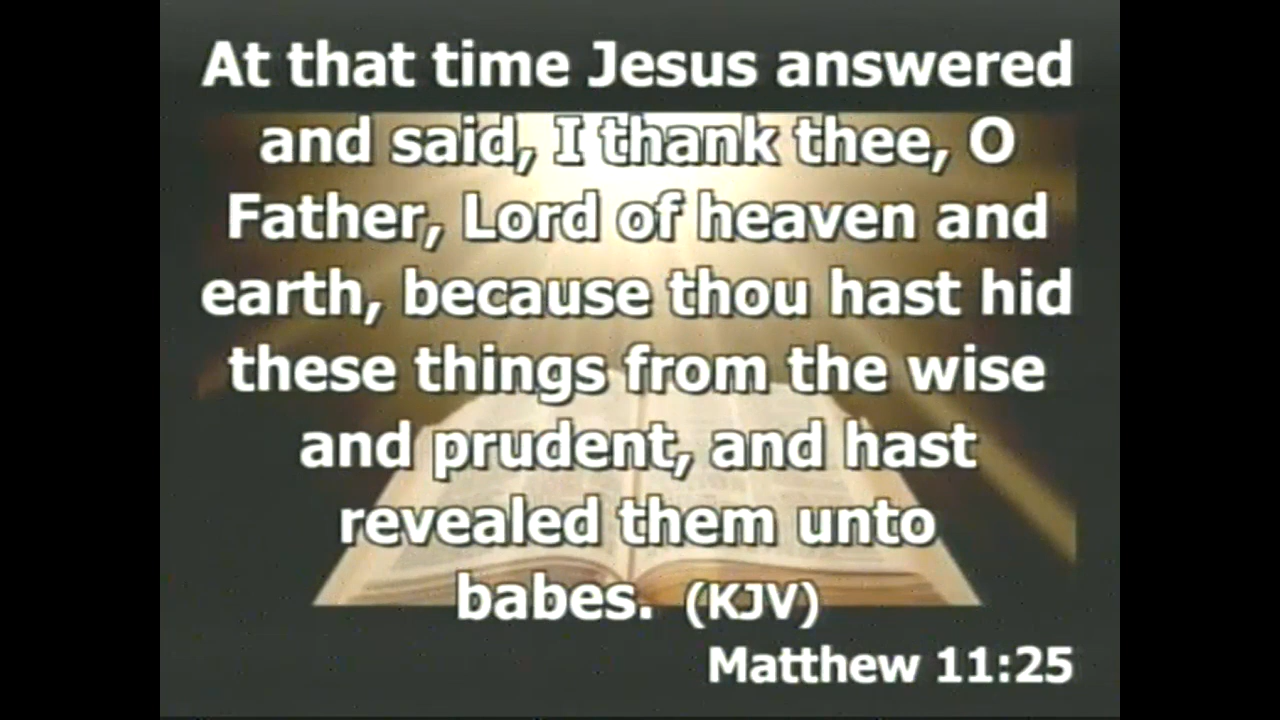 At that time Jesus answered
and said, I thank thee, O
Father, Lord of heaven and
earth, because thou hast hid
these things from the wise
and prudent, and hast
revealed them unto
babes. (KJV)
Matthew 11:25